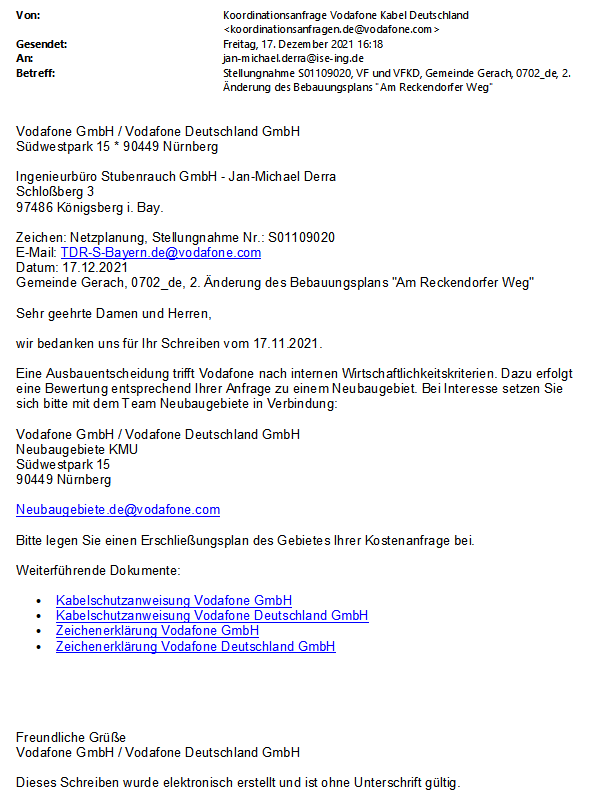 Von: Koordinationsanfrage Vodafone Kabel Deutschland
<koordinationsanfragen.de@vodafone.com>
Gesendet: Freitag, 17. Dezember 2021 16:18
An: jan-michael.derra@ise-ing.de
Betreff: Stellungnahme S01109020, VF und VFKD, Gemeinde Gerach, 0702_de, 2.
Änderung des Bebauungsplans "Am Reckendorfer Weg"
Vodafone GmbH / Vodafone Deutschland GmbH
Südwestpark 15 * 90449 Nürnberg
Ingenieurbüro Stubenrauch GmbH - Jan-Michael Derra
Schloßberg 3
97486 Königsberg i. Bay.
Zeichen: Netzplanung, Stellungnahme Nr.: S01109020
E-Mail: TDR-S-Bayern.de@vodafone.com
Datum: 17.12.2021
Gemeinde Gerach, 0702_de, 2. Änderung des Bebauungsplans "Am Reckendorfer Weg"
Sehr geehrte Damen und Herren,
wir bedanken uns für Ihr Schreiben vom 17.11.2021.
Eine Ausbauentscheidung trifft Vodafone nach internen Wirtschaftlichkeitskriterien. Dazu erfolgt
eine Bewertung entsprechend Ihrer Anfrage zu einem Neubaugebiet. Bei Interesse setzen Sie
sich bitte mit dem Team Neubaugebiete in Verbindung:
Vodafone GmbH / Vodafone Deutschland GmbH
Neubaugebiete KMU
Südwestpark 15
90449 Nürnberg
Neubaugebiete.de@vodafone.com
Bitte legen Sie einen Erschließungsplan des Gebietes Ihrer Kostenanfrage bei.
Weiterführende Dokumente:
• Kabelschutzanweisung Vodafone GmbH
• Kabelschutzanweisung Vodafone Deutschland GmbH
• Zeichenerklärung Vodafone GmbH
• Zeichenerklärung Vodafone Deutschland GmbH
Freundliche Grüße
Vodafone GmbH / Vodafone Deutschland GmbH
Dieses Schreiben wurde elektronisch erstellt und ist ohne Unterschrift gültig.